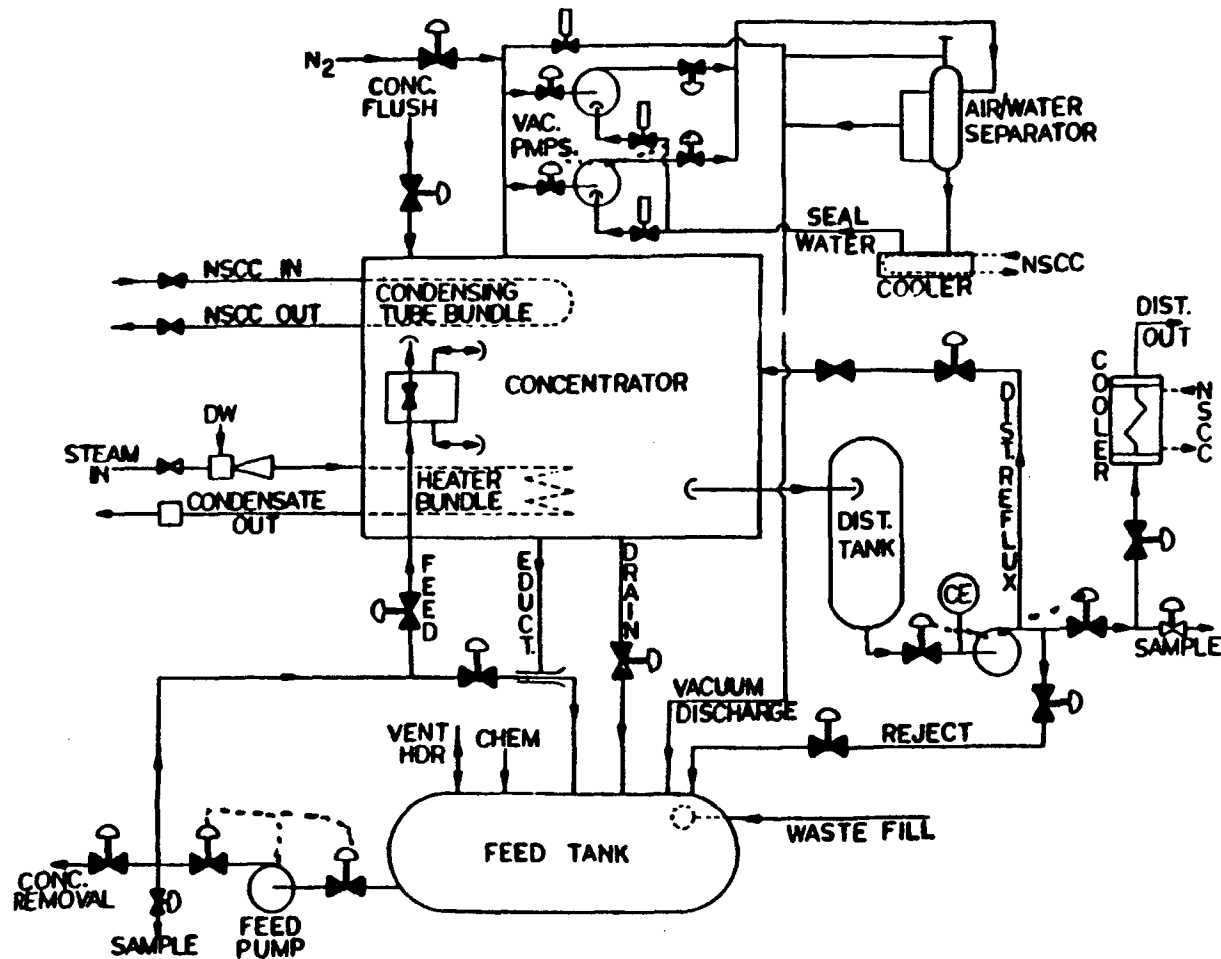 N2
CONC.
FLUSH
VAC.
PMPS.
AIR/WATER
SEPARATOR
SEAL
WATER
NSCC
COOLER
NSCC IN
NSCC OUT
CONDENSING
TUBE BUNDLE
CONCENTRATOR
DIST.
OUT
COOLER
NSCC
DW
STEAM
IN
HEATER
BUNDLE
CONDENSATE
OUT
DIST.
TANK
DIST. REFLUX
CE
FEED
EDUCT.
DRAIN
SAMPLE
VACUUM
DISCHARGE
REJECT
VENT
HDR
CHEM
WASTE FILL
FEED TANK
CONC.
REMOVAL
SAMPLE
FEED
PUMP